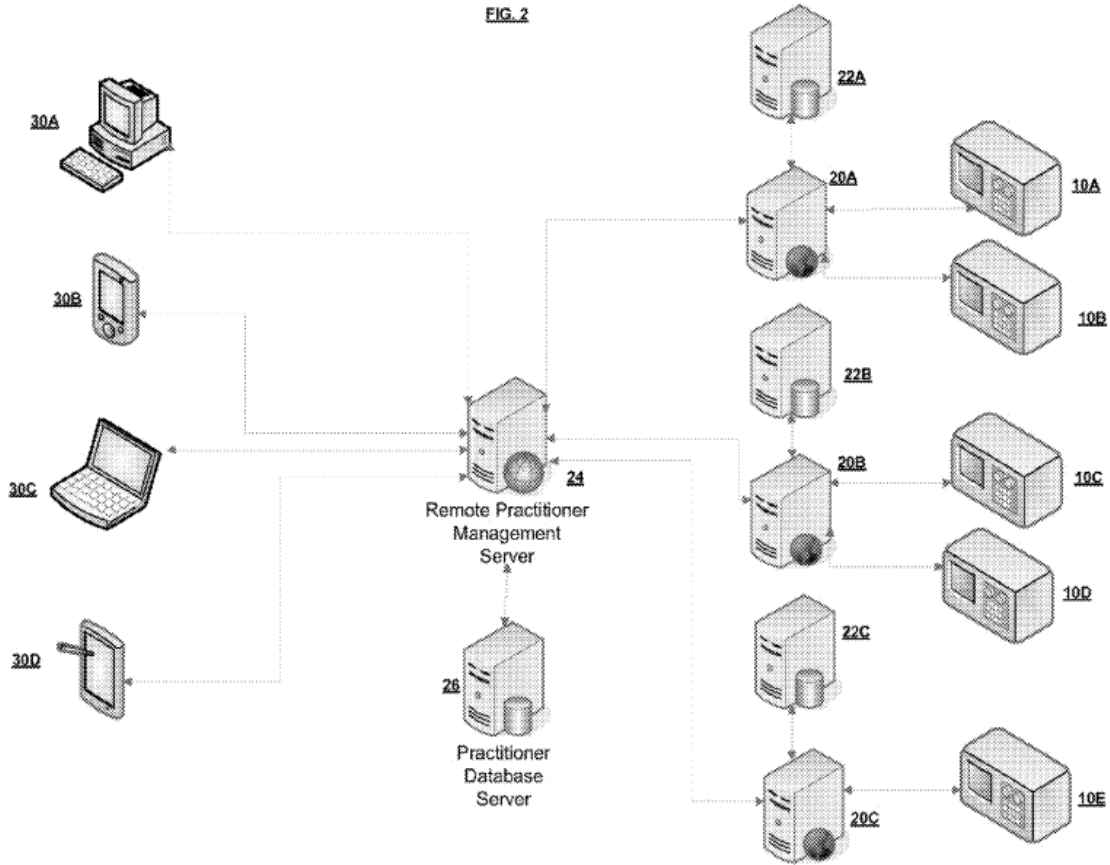 FIG. 2
22A
30A
20A
10A
30B
10B
22B
24
20B
10C
30C
Remote Practitioner
Management
Server
10D
22C
30D
26
Practitioner
Database
Server
20C
10E